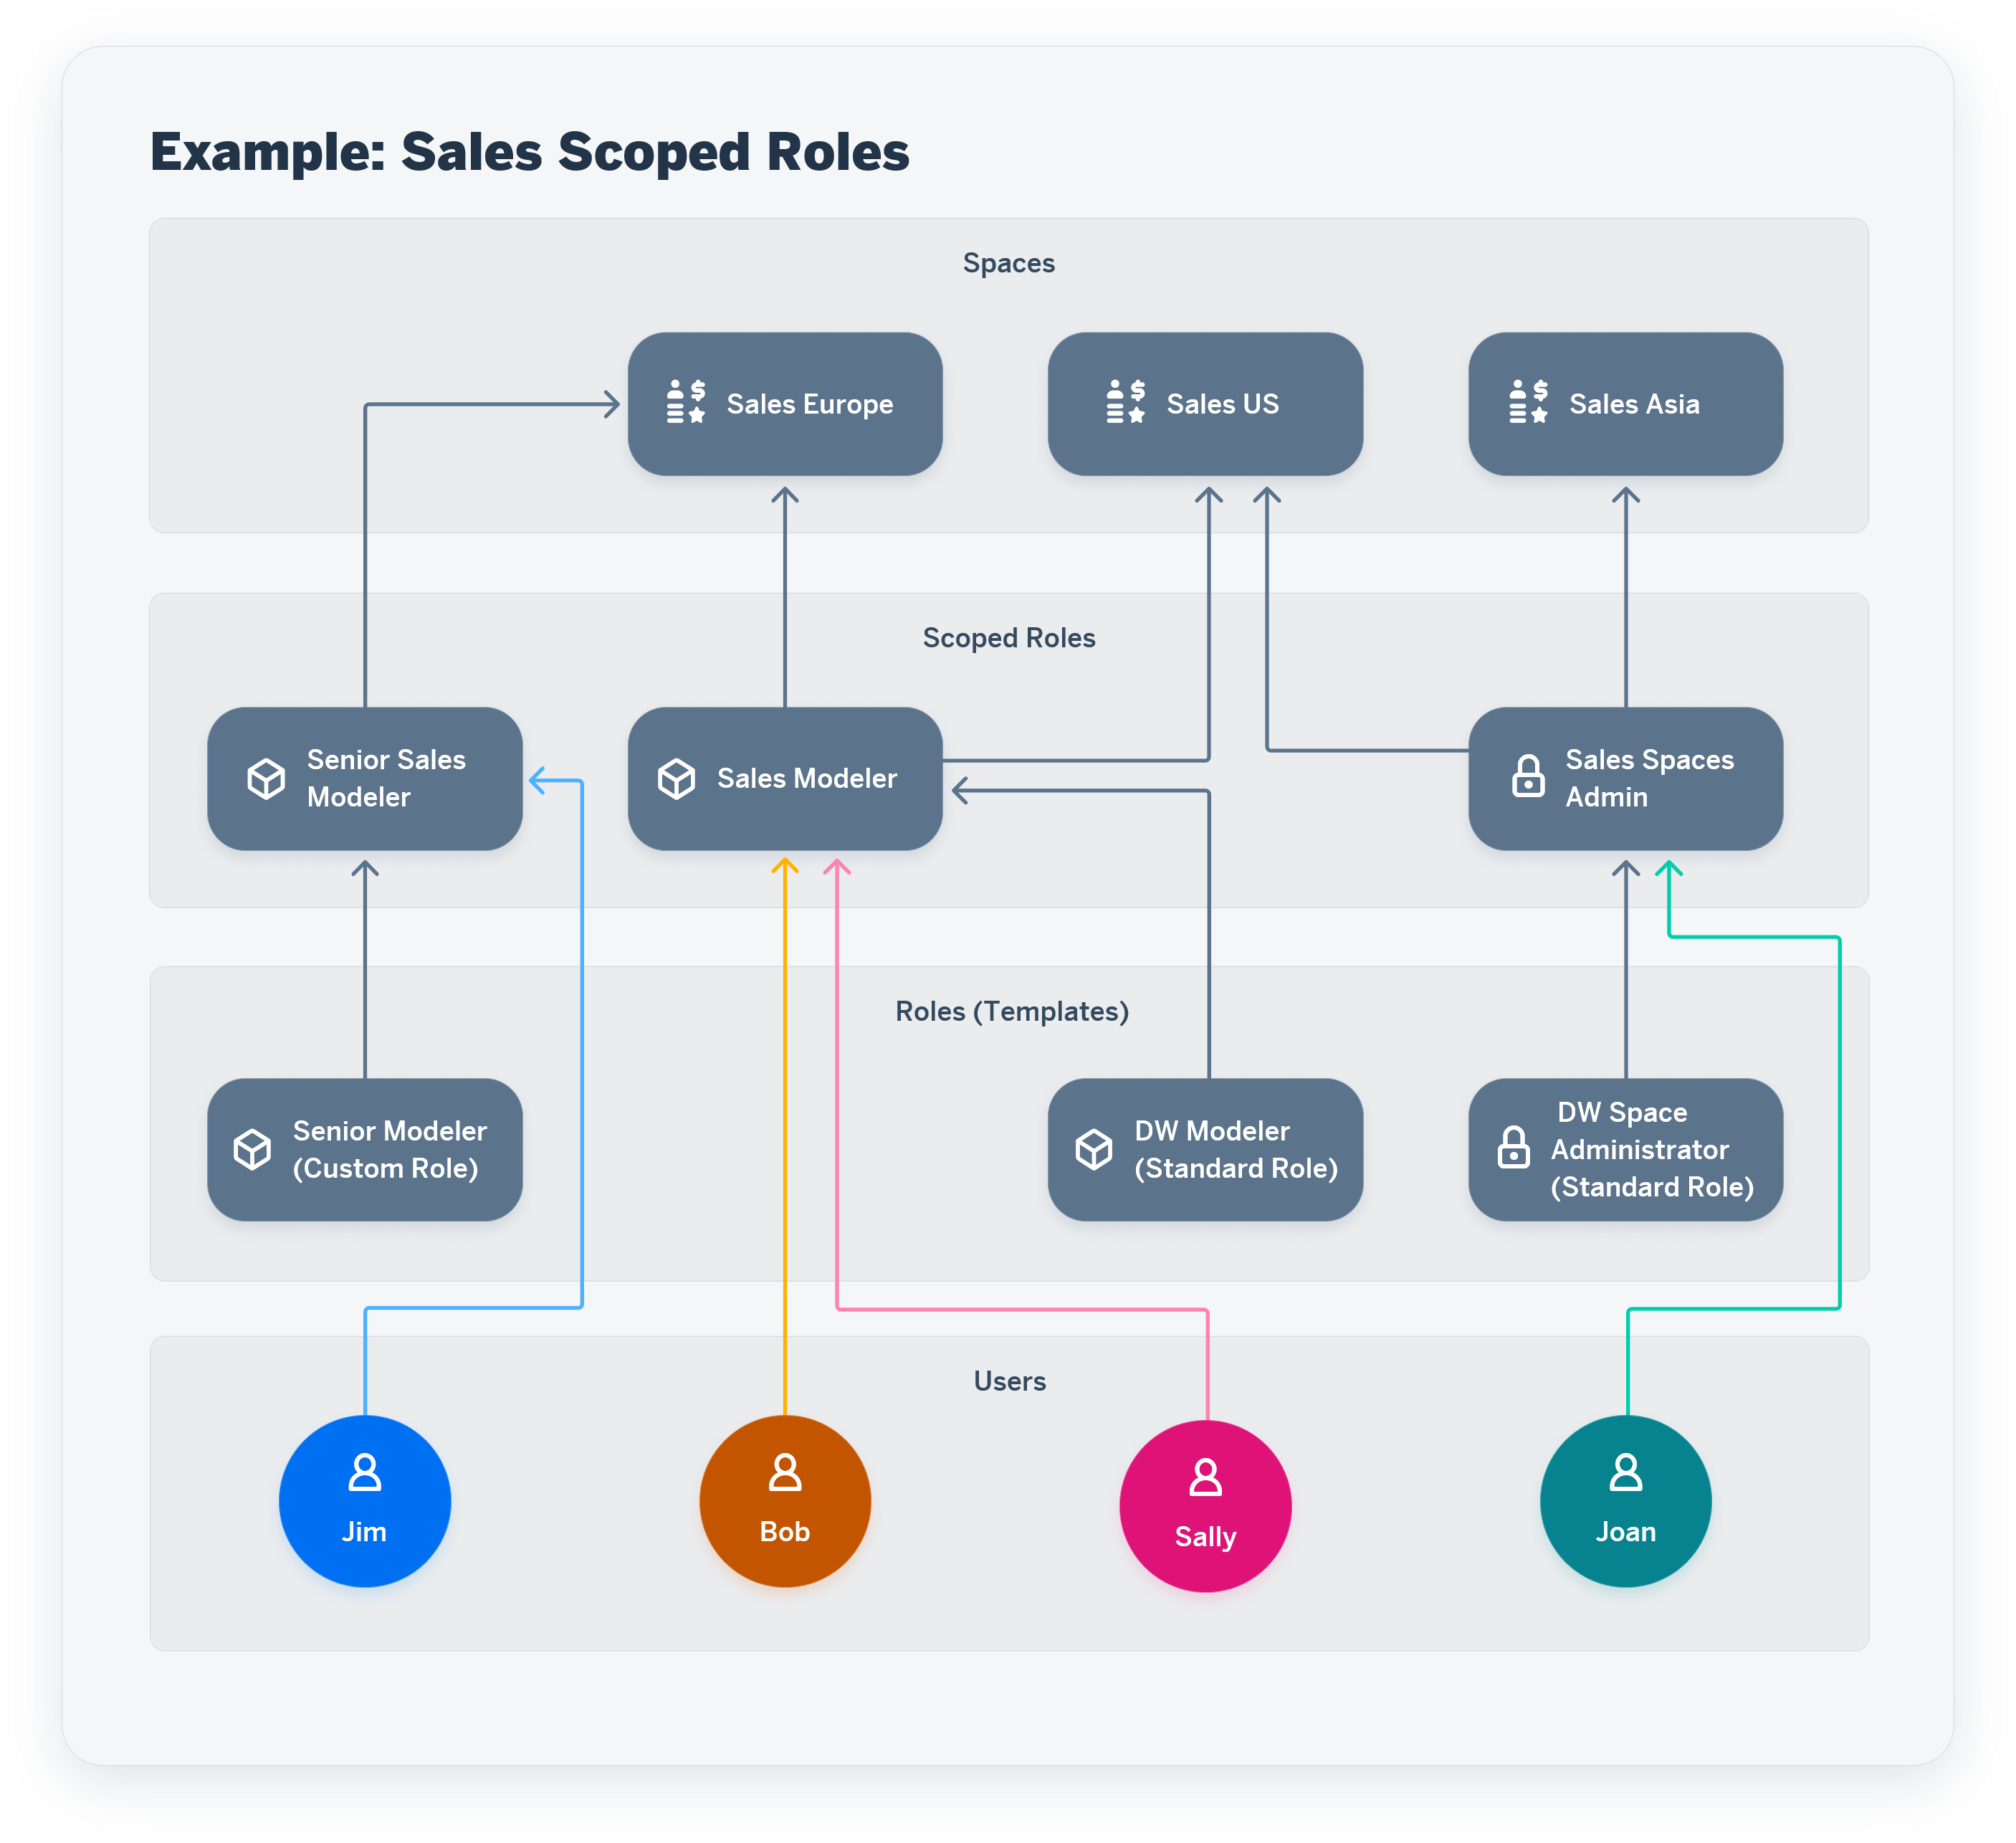 Example: Sales Scoped Roles
Spaces
Sales Europe
Sales US
Sales Asia
Scoped Roles
Senior Sales
Modeler
Sales Modeler
Sales Spaces
Admin
Roles (Templates)
Senior Modeler
(Custom Role)
DW Modeler
(Standard Role)
DW Space
Administrator
(Standard Role)
Users
Jim
Bob
Sally
Joan